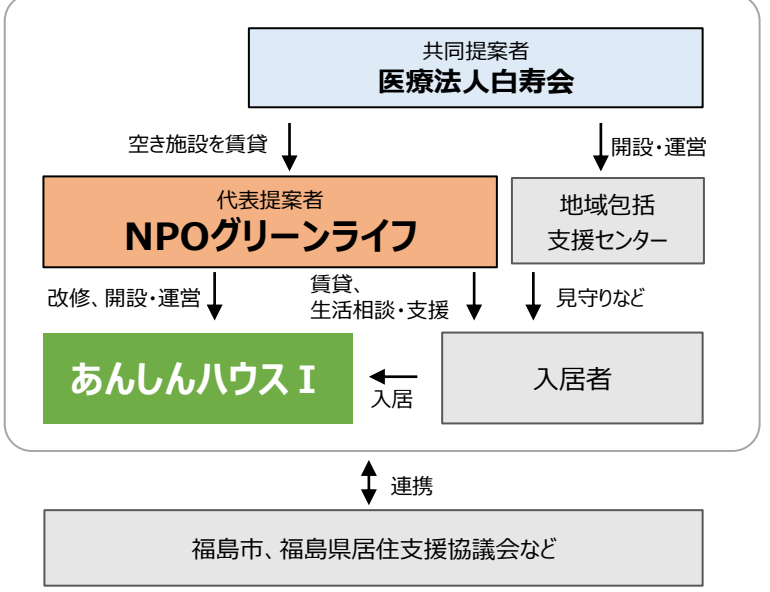 共同提案者
医療法人白寿会
空き施設を賃貸
開設・運営
代表提案者
NPOグリーンライフ
地域包括
支援センター
改修、開設・運営
賃貸、
生活相談・支援
見守りなど
あんしんハウスⅠ
入居
入居者
連携
福島市、福島県居住支援協議会など